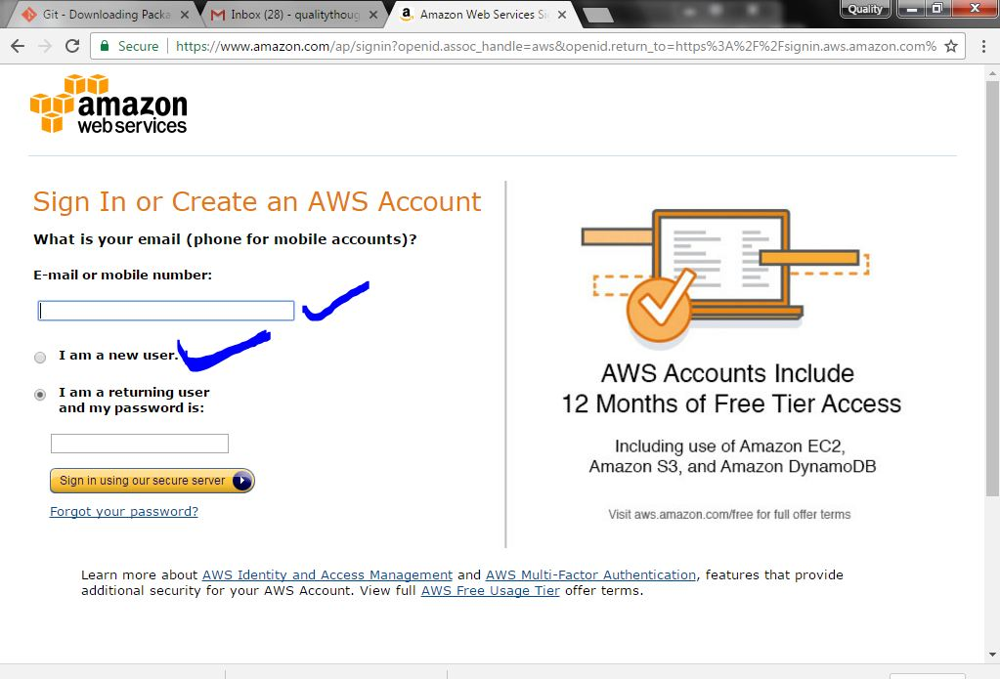 Git - Downloading Packa
Inbox (28) - qualitythoug
Amazon Web Services Si
Quality
Secure
https://www.amazon.com/ap/signin?openid.assoc_handle=aws&openid.return_to=https%3A%2F%2Fsignin.aws.amazon.com%
amazon
web services
Sign In or Create an AWS Account
What is your email (phone for mobile accounts)?
E-mail or mobile number:
I am a new user.
I am a returning user
and my password is:
Sign in using our secure server
Forgot your password?
AWS Accounts Include
12 Months of Free Tier Access
Including use of Amazon EC2,
Amazon S3, and Amazon DynamoDB
Visit aws.amazon.com/free for full offer terms
Learn more about AWS Identity and Access Management and AWS Multi-Factor Authentication, features that provide
additional security for your AWS Account. View full AWS Free Usage Tier offer terms.